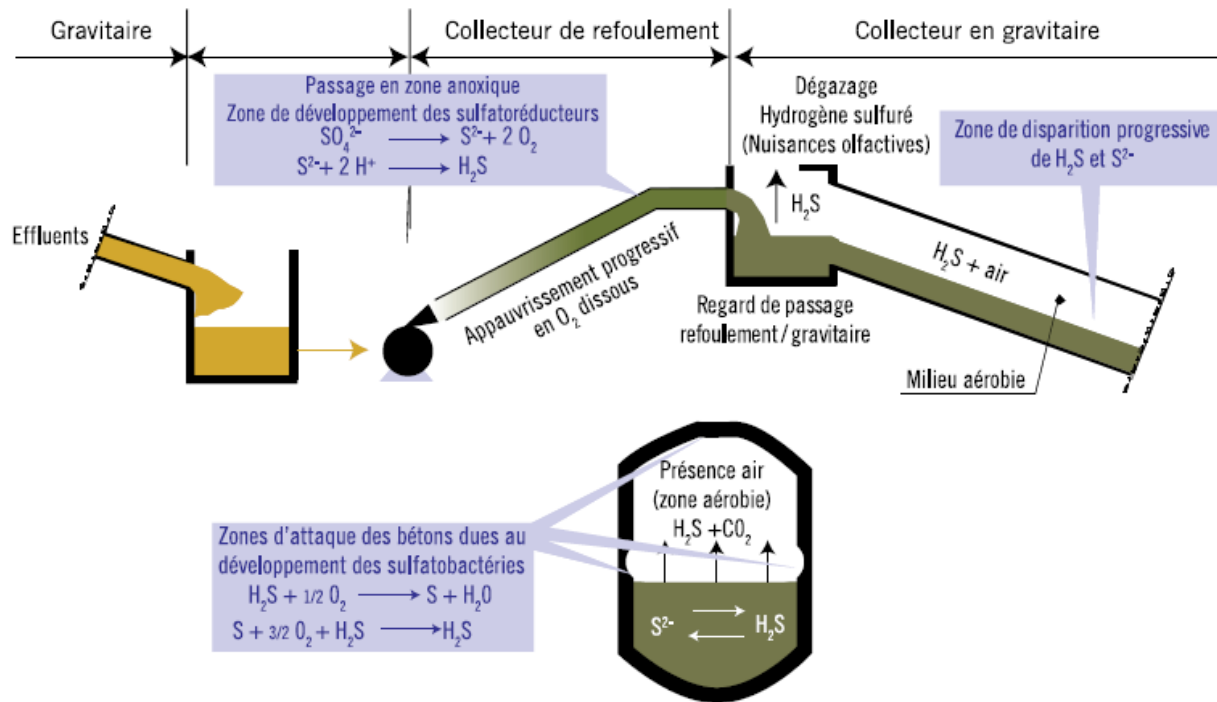 Gravitaire
Collecteur de refoulement
Collecteur en gravitaire
Passage en zone anoxique
Zone de développement des sulfatoréducteurs
SO₄²⁻ ⟶ S²⁻+ 2 O₂
S²⁻+ 2 H⁺ ⟶ H₂S
Dégazage
Hydrogène sulfuré
(Nuisances olfactives)
H₂S
Zone de disparition progressive
de H₂S et S²⁻
Effluents
Appauvrissement progressif
en O₂ dissous
H₂S + air
Regard de passage
refoulement/gravitaire
Milieu aérobie
Présence air
(zone aérobie)
H₂S +CO₂
Zones d'attaque des bétons dues au
développement des sulfatobactéries
H₂S + 1/2 O₂ ⟶ S + H₂O
S + 3/2 O₂ + H₂S ⟶ H₂S
S²⁻ ⇄ H₂S